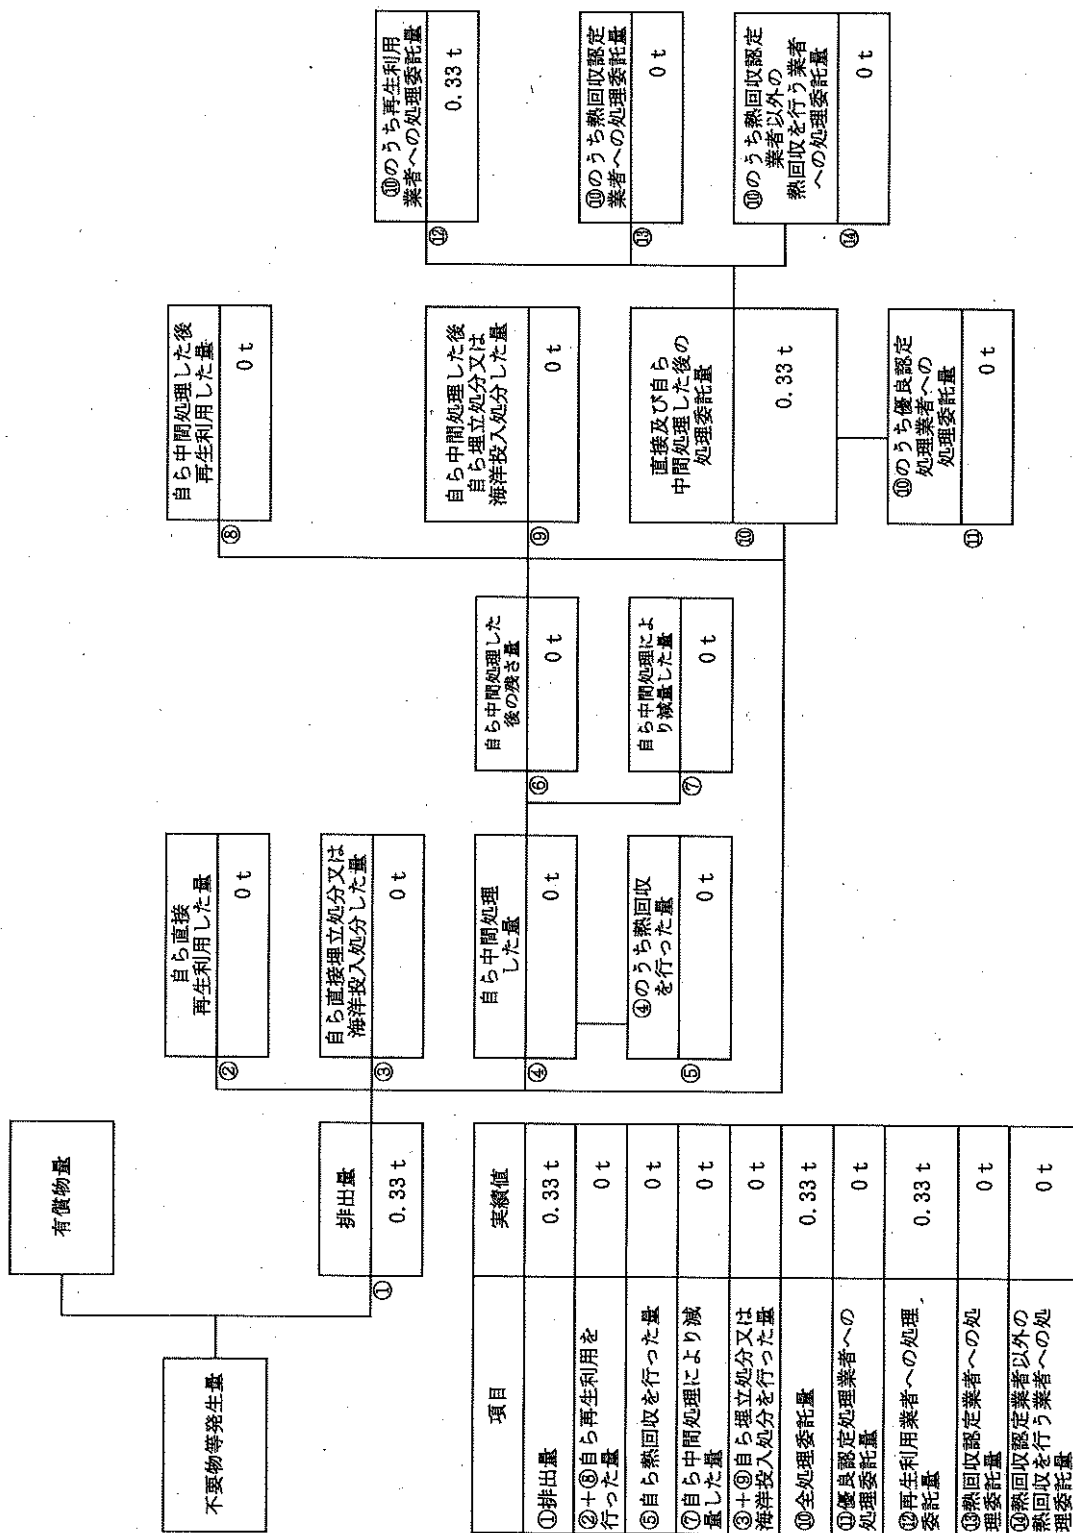 不要物等発生量
有償物量
①
排出量
0.33 t
②
自ら直接
再生利用した量
0 t
③
自ら直接埋立処分又は
海洋投入処分した量
0 t
④
自ら中間処理
した量
0 t
⑤
④のうち熱回収
を行った量
0 t
⑥
自ら中間処理した
後の残さ量
0 t
⑦
自ら中間処理によ
り減量した量
0 t
⑧
自ら中間処理した後
再生利用した量
0 t
⑨
自ら中間処理した後
自ら埋立処分又は
海洋投入処分した量
0 t
⑩
直接及び自ら
中間処理した後の
処理委託量
0.33 t
⑪
⑩のうち優良認定
処理業者への
処理委託量
0 t
⑫
⑩のうち再生利用
業者への処理委託量
0.33 t
⑬
⑩のうち熱回収認定
業者への処理委託量
0 t
⑭
⑩のうち熱回収認定
業者以外の
熱回収を行う業者
への処理委託量
0 t
項目 実績値
①排出量 0.33 t
②+⑧自ら再生利用を
行った量 0 t
⑤自ら熱回収を行った量 0 t
⑦自ら中間処理により減
量した量 0 t
③+⑨自ら埋立処分又は
海洋投入処分を行った量 0 t
⑩全処理委託量 0.33 t
⑪優良認定処理業者への
処理委託量 0 t
⑫再生利用業者への処理
委託量 0.33 t
⑬熱回収認定業者への処
理委託量 0 t
⑭熱回収認定業者以外の
熱回収を行う業者への処
理委託量 0 t